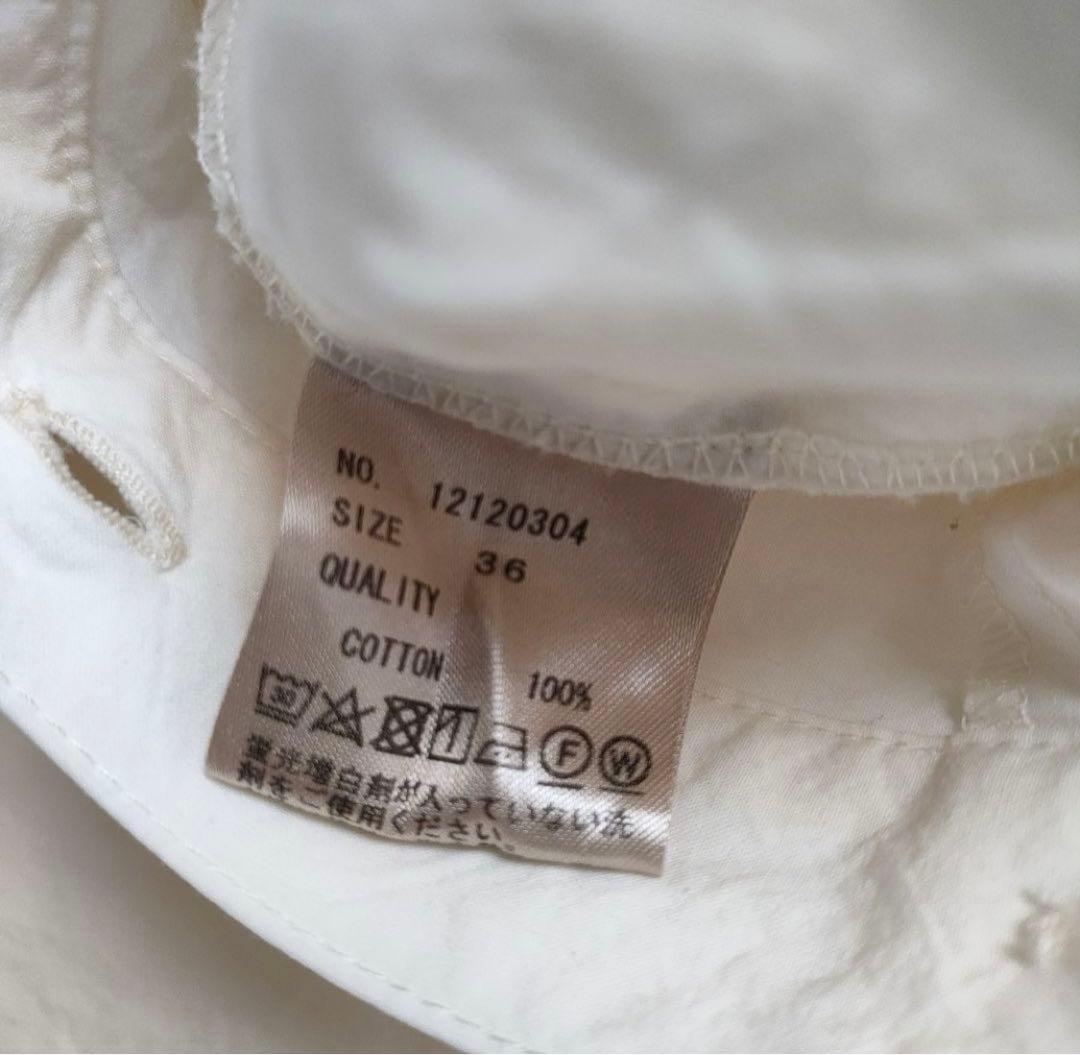 NO. 12120304
SIZE 36
QUALITY
COTTON 100%
30 F W
蛍光増白剤が入っていない洗
剤をご使用ください。